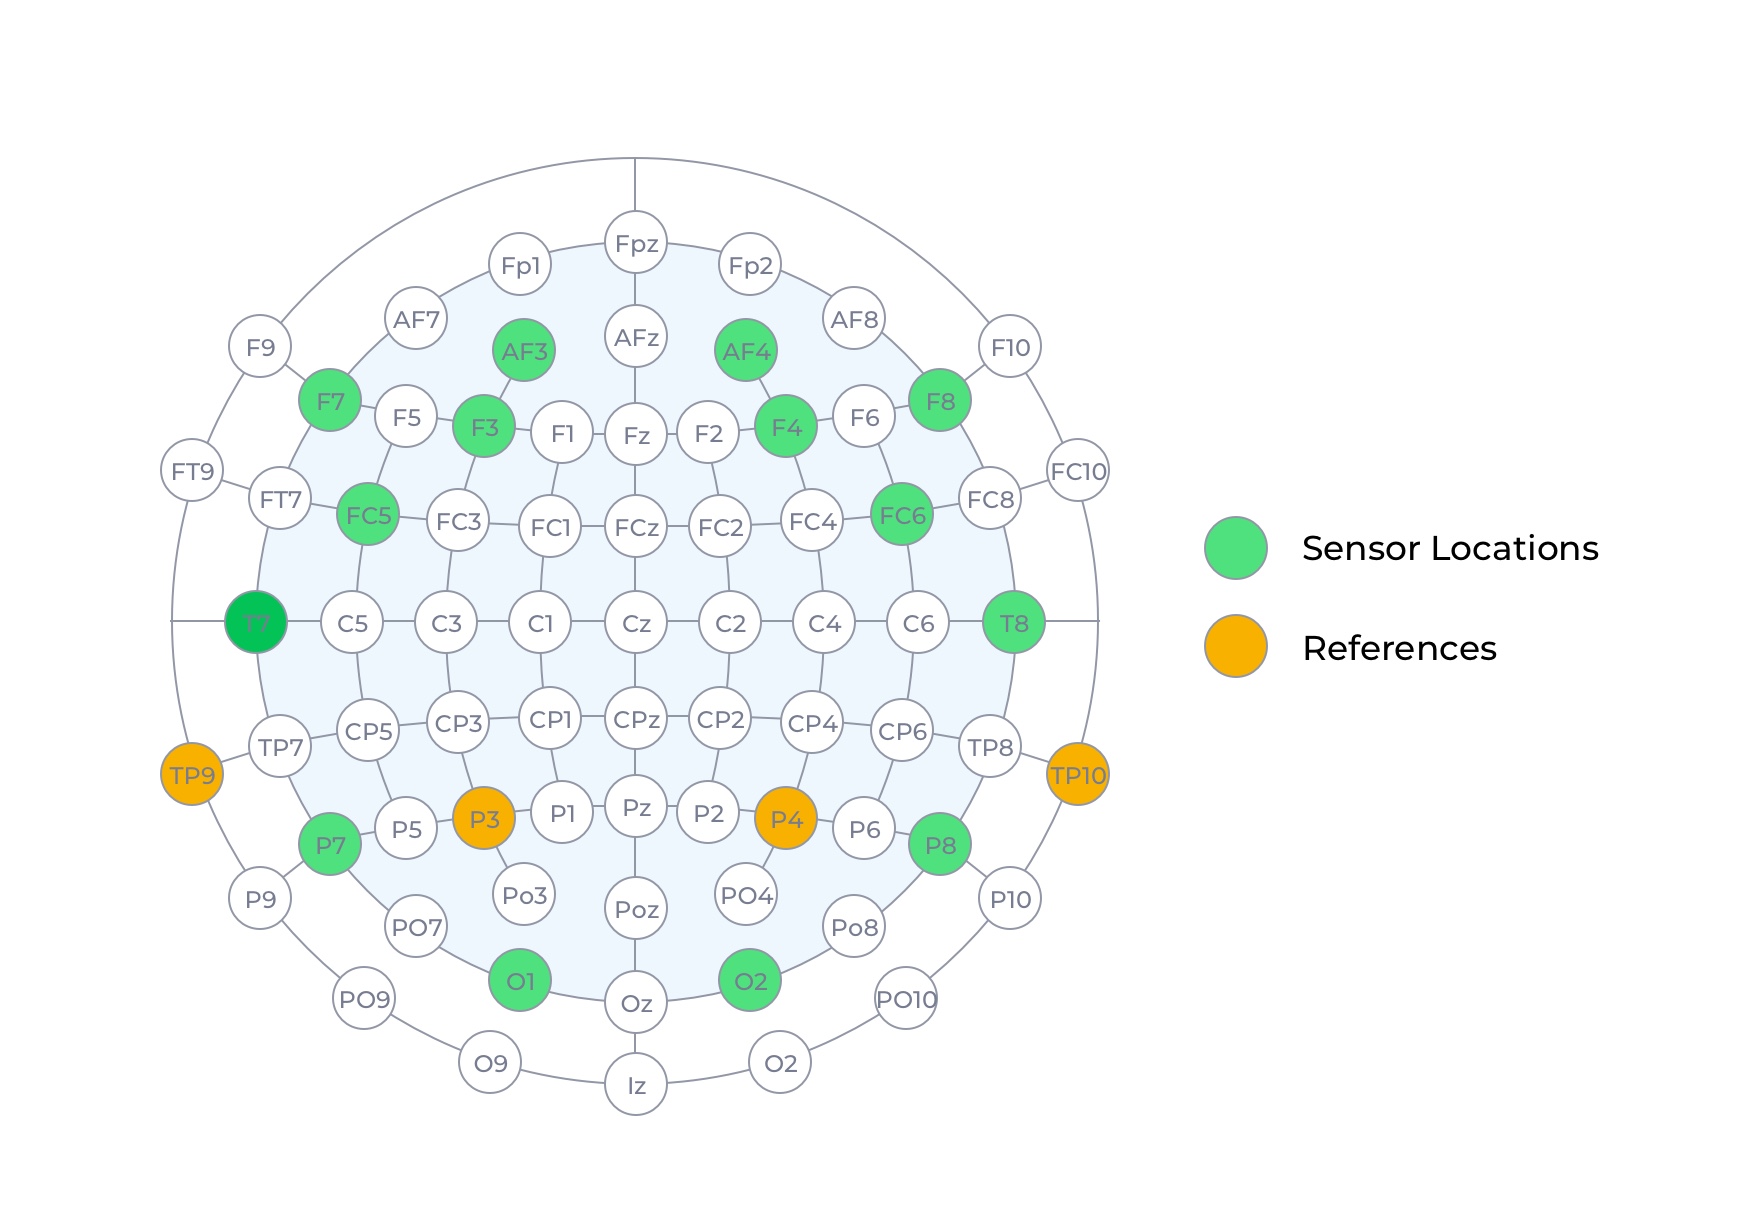 Fpz
Fp1
Fp2
AF7
AF8
AFz
F9
F10
AF3
AF4
F7
F8
F5
F3
F1
Fz
F2
F4
F6
FT9
FC10
FT7
FC5
FC3
FC1
FCz
FC2
FC4
FC6
FC8
Sensor Locations
T7
C5
C3
C1
Cz
C2
C4
C6
T8
References
TP7
CP5
CP3
CP1
CPz
CP2
CP4
CP6
TP8
TP9
TP10
P7
P5
P3
P1
Pz
P2
P4
P6
P8
P9
P10
Po3
Poz
PO4
PO7
Po8
O1
O2
Oz
PO9
PO10
O9
O2
Iz